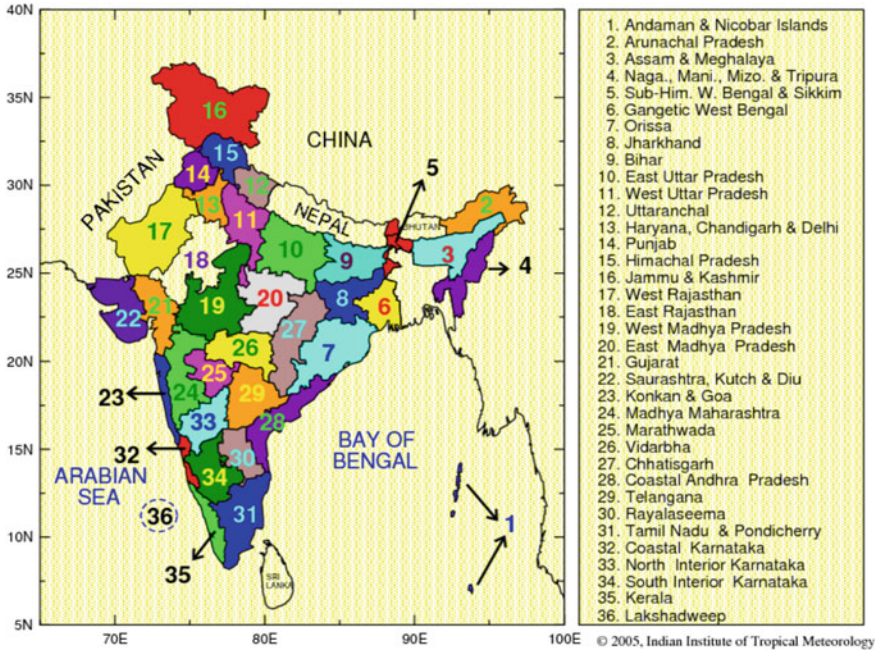 40N
35N
30N
25N
20N
15N
10N
5N
70E
80E
90E
100E
CHINA
PAKISTAN
NEPAL
BHUTAN
BAY OF
BENGAL
ARABIAN
SEA
SRI
LANKA
16
15
14
12
13
11
17
18
10
9
5
2
3
4
22
21
19
20
8
6
27
7
26
25
24
23
29
28
33
32
30
34
36
31
35
1
1. Andaman & Nicobar Islands
2. Arunachal Pradesh
3. Assam & Meghalaya
4. Naga., Mani., Mizo. & Tripura
5. Sub-Him. W. Bengal & Sikkim
6. Gangetic West Bengal
7. Orissa
8. Jharkhand
9. Bihar
10. East Uttar Pradesh
11. West Uttar Pradesh
12. Uttaranchal
13. Haryana, Chandigarh & Delhi
14. Punjab
15. Himachal Pradesh
16. Jammu & Kashmir
17. West Rajasthan
18. East Rajasthan
19. West Madhya Pradesh
20. East Madhya Pradesh
21. Gujarat
22. Saurashtra, Kutch & Diu
23. Konkan & Goa
24. Madhya Maharashtra
25. Marathwada
26. Vidarbha
27. Chhatisgarh
28. Coastal Andhra Pradesh
29. Telangana
30. Rayalaseema
31. Tamil Nadu & Pondicherry
32. Coastal Karnataka
33. North Interior Karnataka
34. South Interior Karnataka
35. Kerala
36. Lakshadweep
© 2005, Indian Institute of Tropical Meteorology